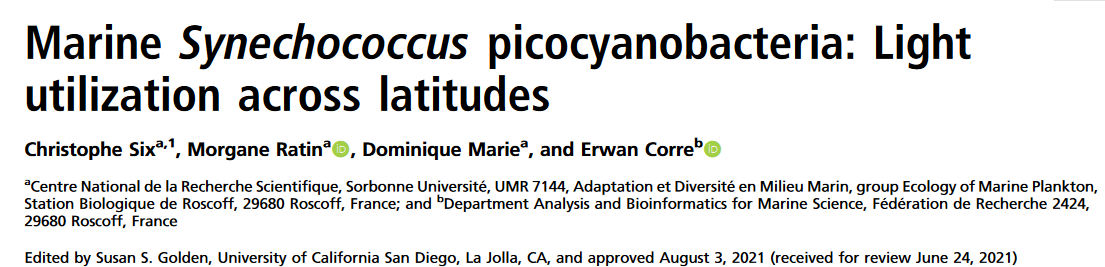 Marine Synechococcus picocyanobacteria: Light
utilization across latitudes
Christophe Six^a,1, Morgane Ratin^a iD, Dominique Marie^a, and Erwan Corre^b iD
^aCentre National de la Recherche Scientifique, Sorbonne Université, UMR 7144, Adaptation et Diversité en Milieu Marin, group Ecology of Marine Plankton,
Station Biologique de Roscoff, 29680 Roscoff, France; and ^bDepartment Analysis and Bioinformatics for Marine Science, Fédération de Recherche 2424,
29680 Roscoff, France
Edited by Susan S. Golden, University of California San Diego, La Jolla, CA, and approved August 3, 2021 (received for review June 24, 2021)